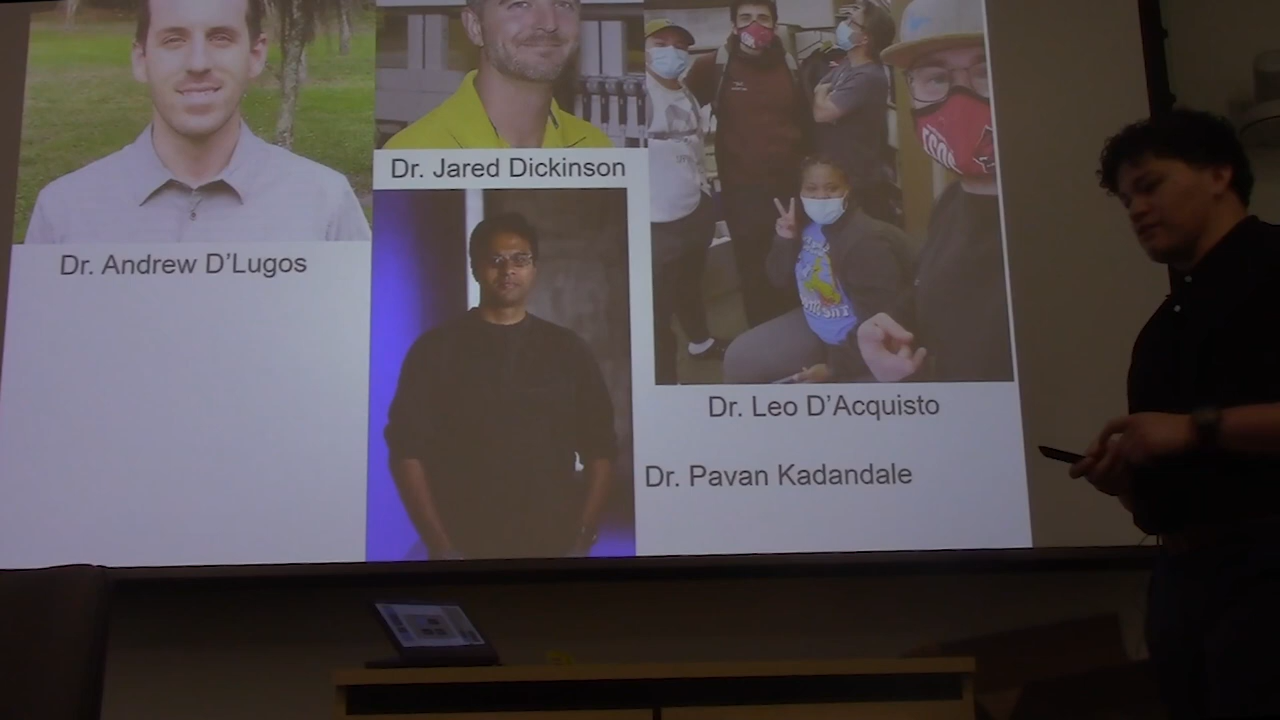 Dr. Jared Dickinson
Dr. Andrew D'Lugos
Dr. Leo D'Acquisto
Dr. Pavan Kadandale